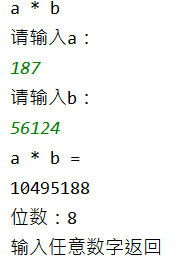 a * b
请输入a：
187
请输入b：
56124
a * b =
10495188
位数：8
输入任意数字返回